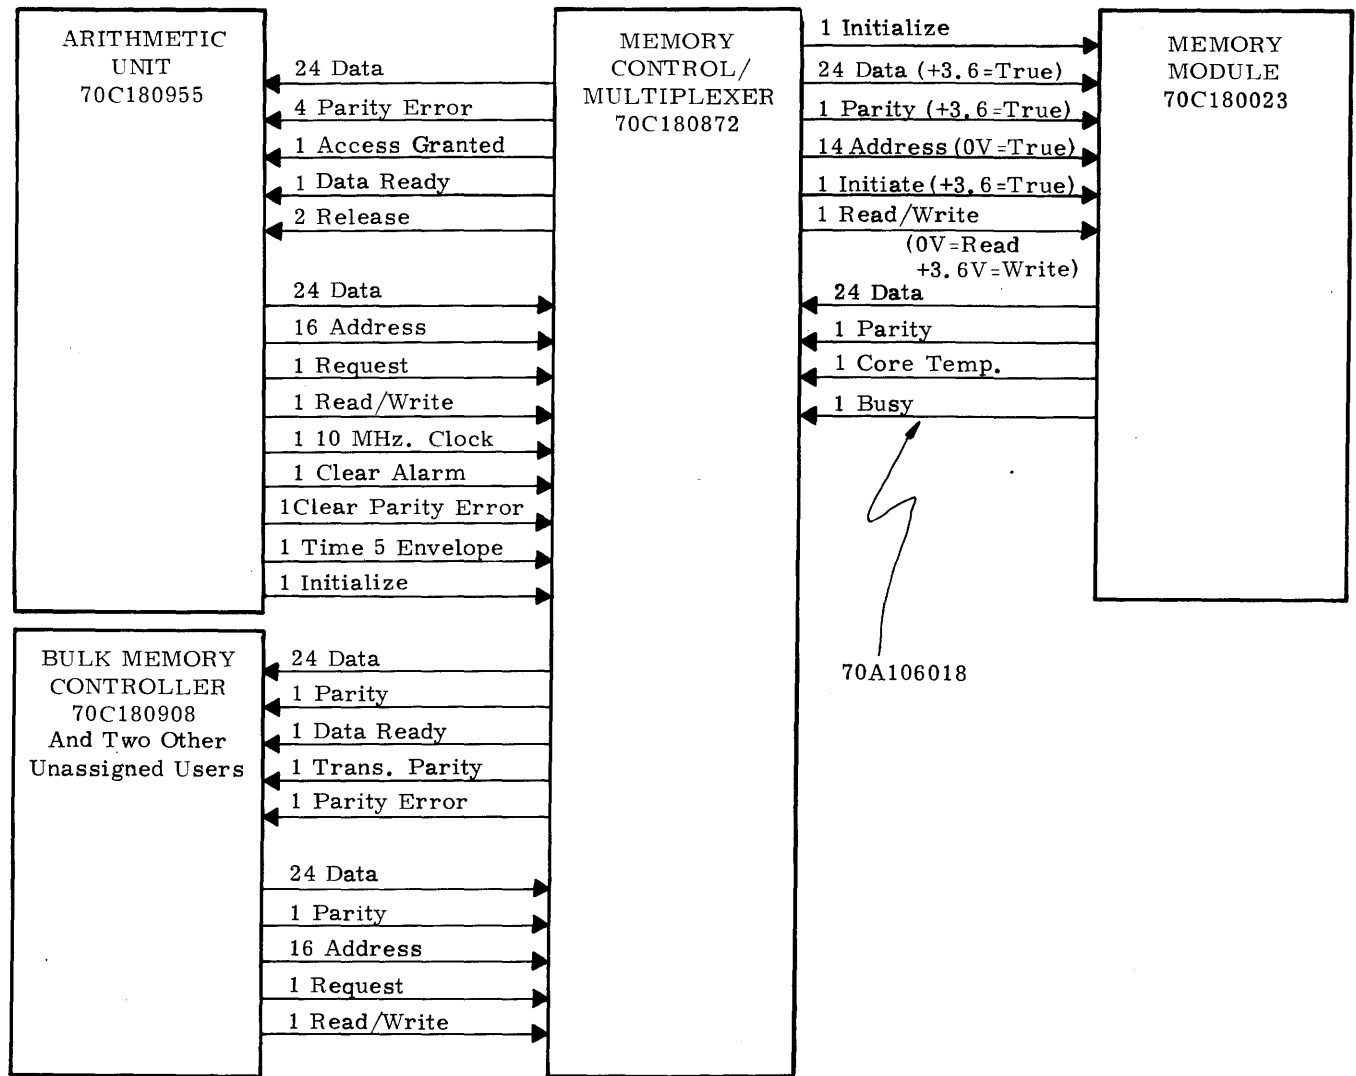 ARITHMETIC
UNIT
70C180955
24 Data
4 Parity Error
1 Access Granted
1 Data Ready
2 Release
24 Data
16 Address
1 Request
1 Read/Write
1 10 MHz. Clock
1 Clear Alarm
1Clear Parity Error
1 Time 5 Envelope
1 Initialize
MEMORY
CONTROL/
MULTIPLEXER
70C180872
1 Initialize
24 Data (+3.6=True)
1 Parity (+3.6=True)
14 Address (0V=True)
1 Initiate (+3.6=True)
1 Read/Write
(0V=Read
+3.6V=Write)
24 Data
1 Parity
1 Core Temp.
1 Busy
70A106018
MEMORY
MODULE
70C180023
BULK MEMORY
CONTROLLER
70C180908
And Two Other
Unassigned Users
24 Data
1 Parity
1 Data Ready
1 Trans. Parity
1 Parity Error
24 Data
1 Parity
16 Address
1 Request
1 Read/Write